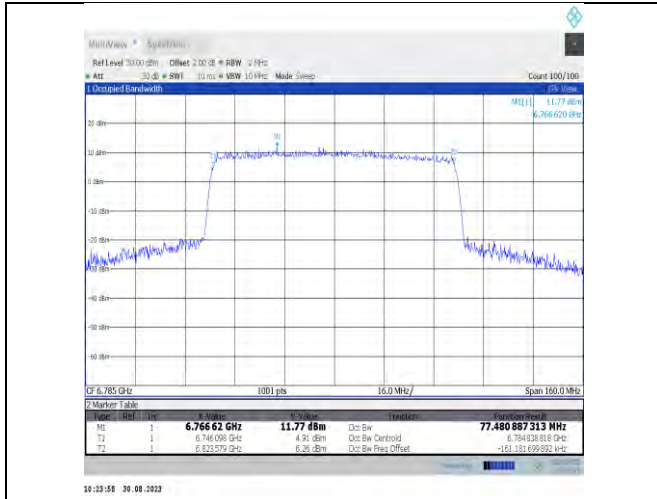 MultiView Spectrum
Ref Level 30.00 dBm Offset 2.00 dB RBW 2 MHz
Att 30 dB SWT 10 ms VBW 10 MHz Mode Sweep Count 100/100
1 Occupied Bandwidth
M1[1] 11.77 dBm
6.766 620 GHz
20 dBm
M1
10 dBm
0 dBm
-10 dBm
-20 dBm
-30 dBm
-40 dBm
-50 dBm
-60 dBm
CF 6.785 GHz 1001 pts 16.0 MHz/ Span 160.0 MHz
2 Marker Table
Type Ref Trc X-Value Y-Value Function Function Result
M1 1 6.766 62 GHz 11.77 dBm Occ Bw 77.480 887 313 MHz
T1 1 6.746 098 GHz 4.91 dBm Occ Bw Centroid 6.784 838 818 GHz
T2 1 6.823 579 GHz 6.26 dBm Occ Bw Freq Offset -161.181 699 892 kHz
10:23:58 30.08.2023